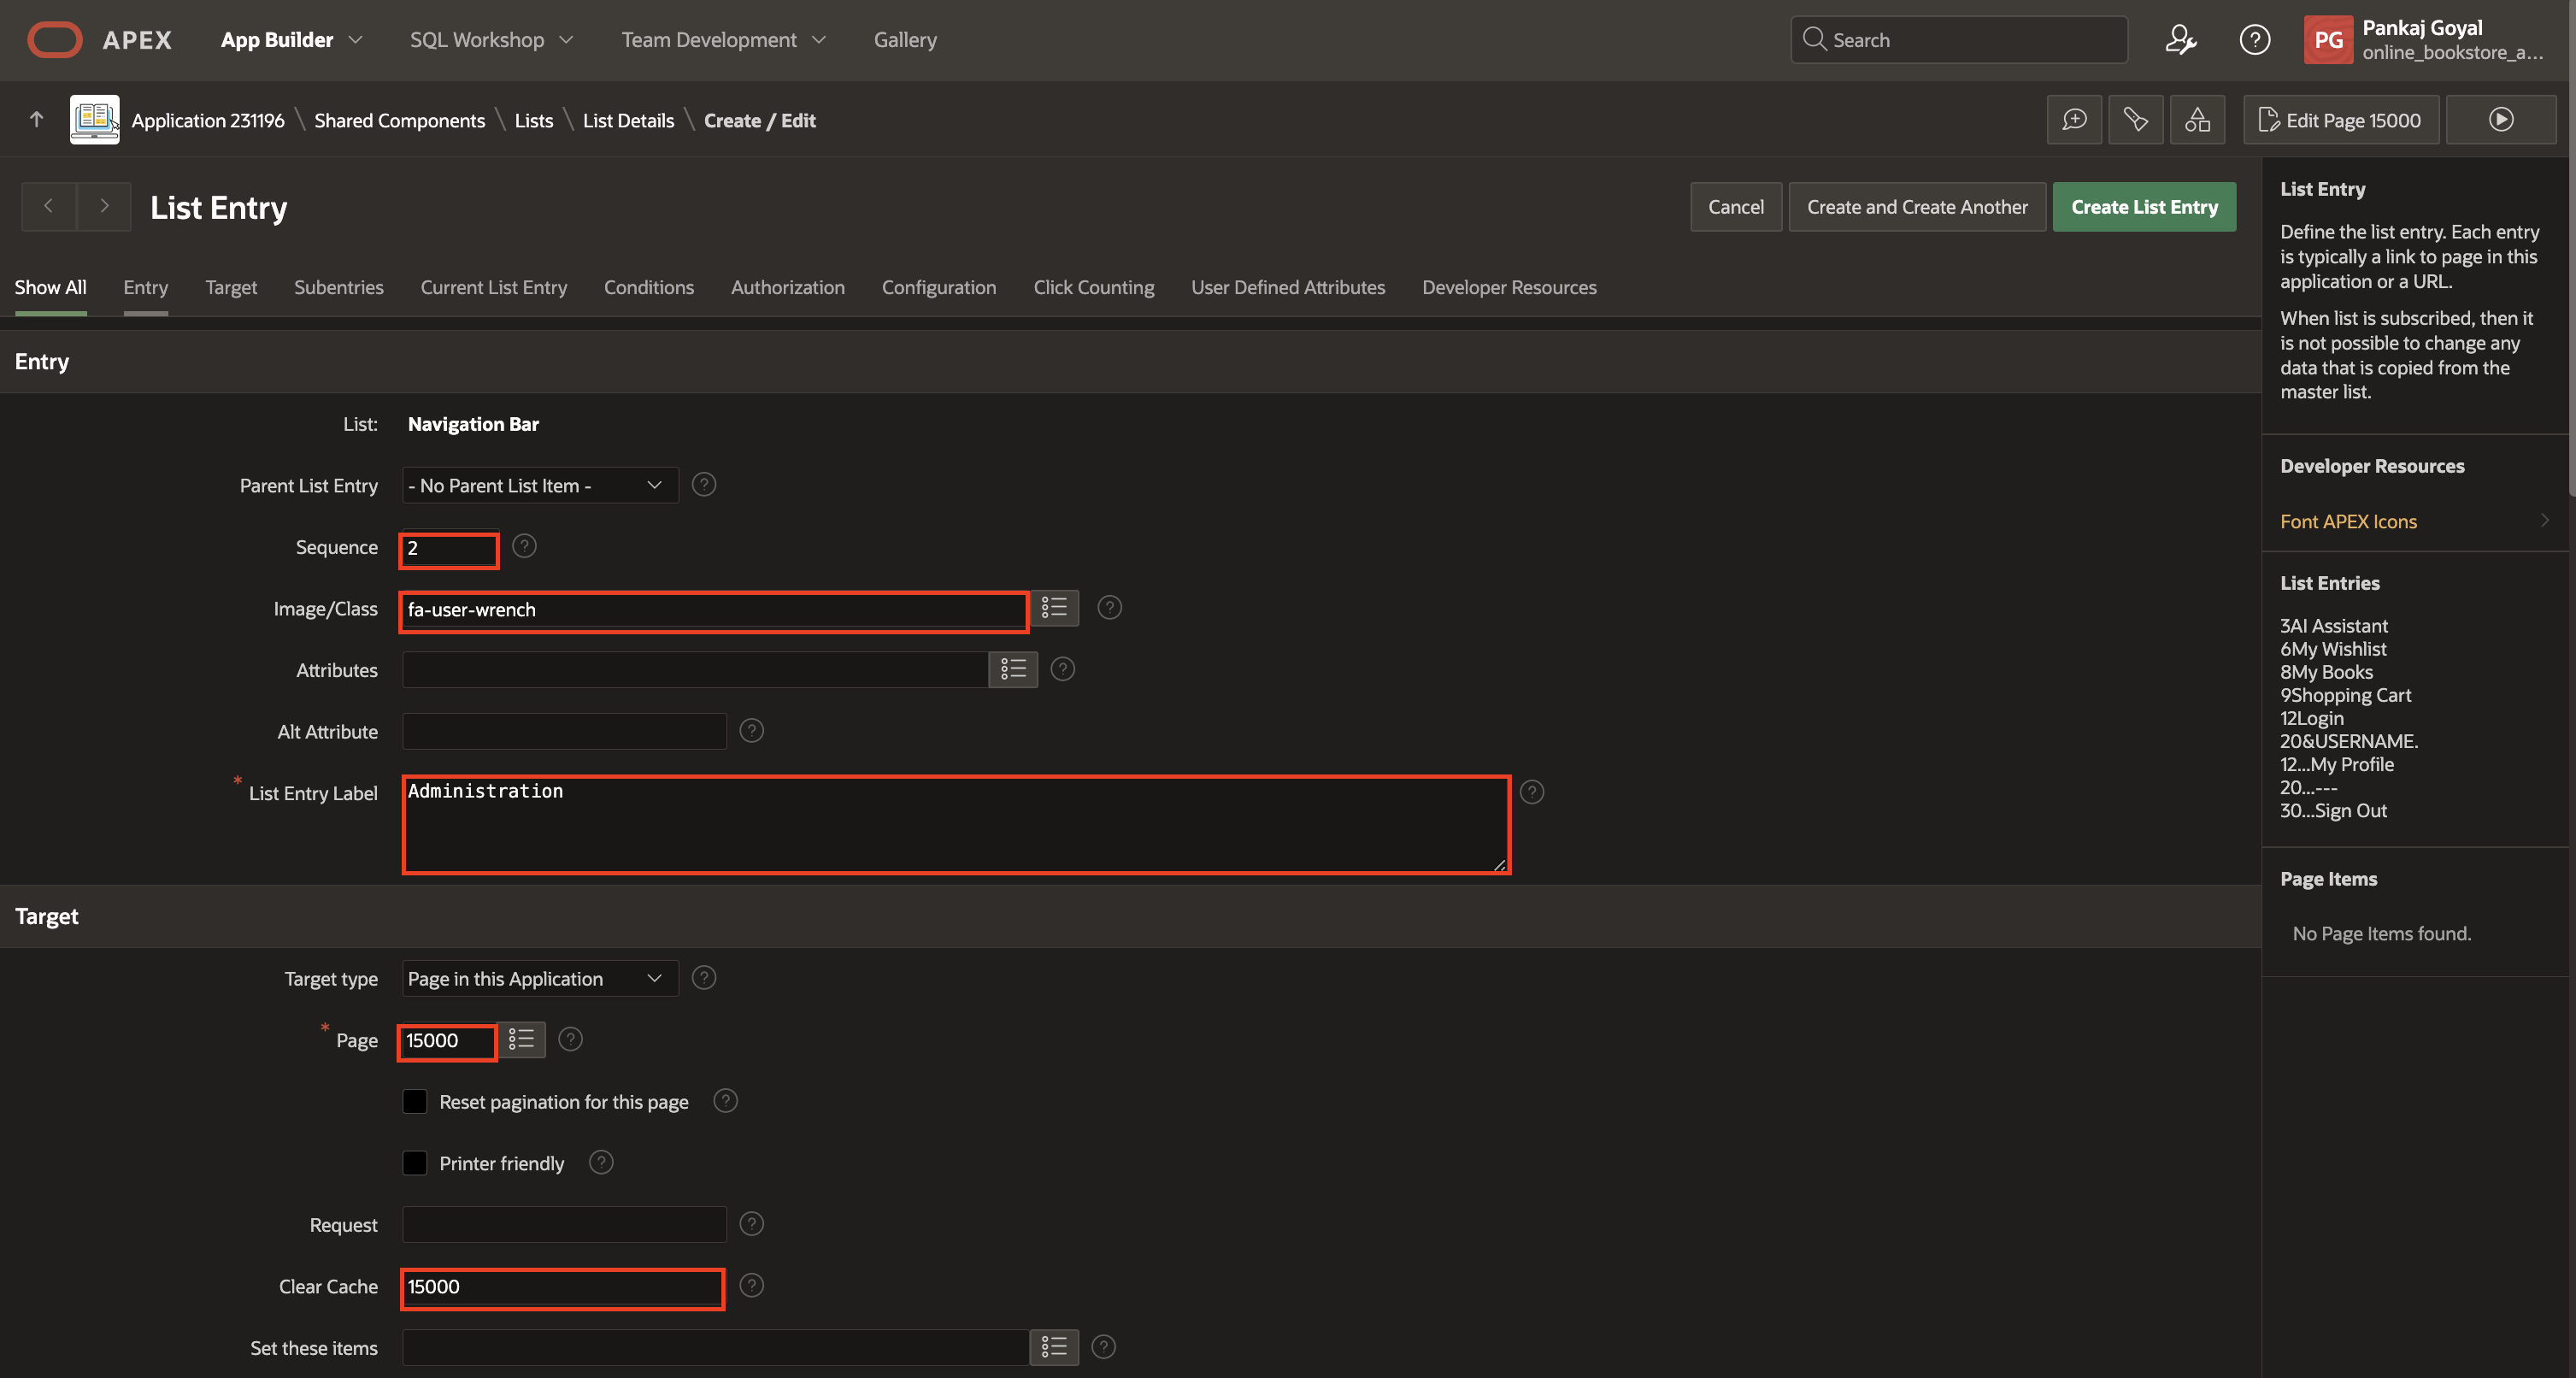 APEX
App Builder
SQL Workshop
Team Development
Gallery
Search
PG
Pankaj Goyal
online_bookstore_a...
Application 231196 \ Shared Components \ Lists \ List Details \ Create / Edit
Edit Page 15000
List Entry
Cancel
Create and Create Another
Create List Entry
Show All
Entry
Target
Subentries
Current List Entry
Conditions
Authorization
Configuration
Click Counting
User Defined Attributes
Developer Resources
Entry
List: Navigation Bar
Parent List Entry - No Parent List Item -
Sequence 2
Image/Class fa-user-wrench
Attributes
Alt Attribute
* List Entry Label Administration
Target
Target type Page in this Application
* Page 15000
Reset pagination for this page
Printer friendly
Request
Clear Cache 15000
Set these items
List Entry
Define the list entry. Each entry
is typically a link to page in this
application or a URL.
When list is subscribed, then it
is not possible to change any
data that is copied from the
master list.
Developer Resources
Font APEX Icons
List Entries
3AI Assistant
6My Wishlist
8My Books
9Shopping Cart
12Login
20&USERNAME.
12...My Profile
20...---
30...Sign Out
Page Items
No Page Items found.